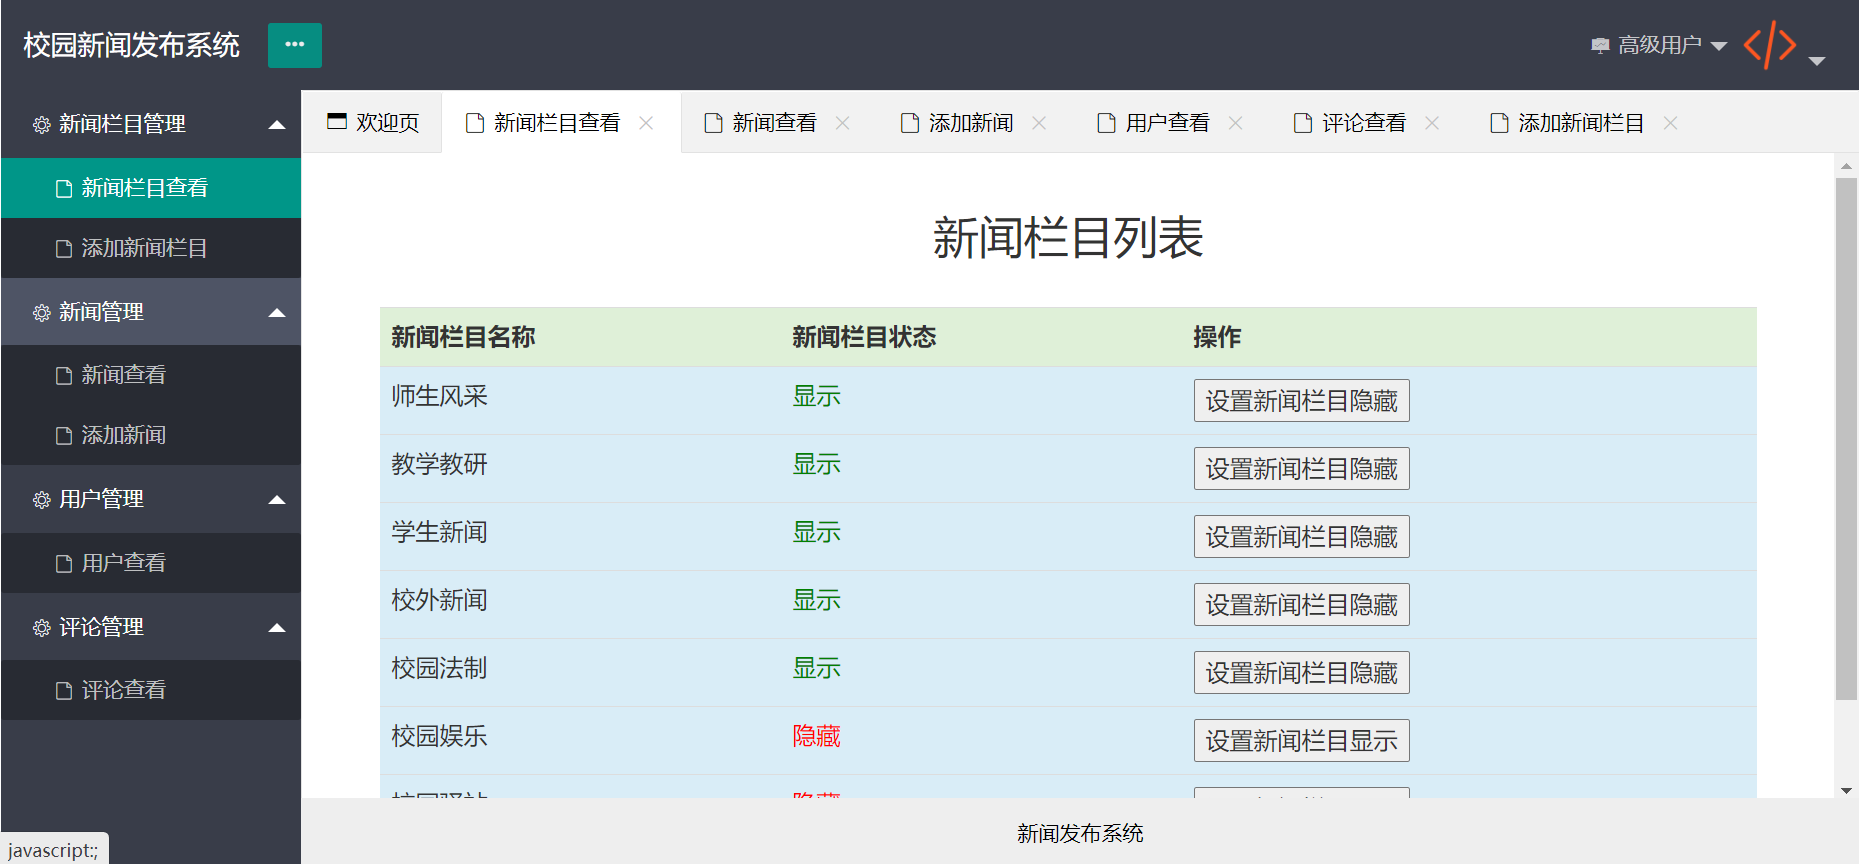 校园新闻发布系统
高级用户
新闻栏目管理
新闻栏目查看
添加新闻栏目
新闻管理
新闻查看
添加新闻
用户管理
用户查看
评论管理
评论查看
javascript:;
欢迎页 新闻栏目查看 新闻查看 添加新闻 用户查看 评论查看 添加新闻栏目
新闻栏目列表
新闻栏目名称 新闻栏目状态 操作
师生风采 显示 设置新闻栏目隐藏
教学教研 显示 设置新闻栏目隐藏
学生新闻 显示 设置新闻栏目隐藏
校外新闻 显示 设置新闻栏目隐藏
校园法制 显示 设置新闻栏目隐藏
校园娱乐 隐藏 设置新闻栏目显示
校园驿站 隐藏
新闻发布系统